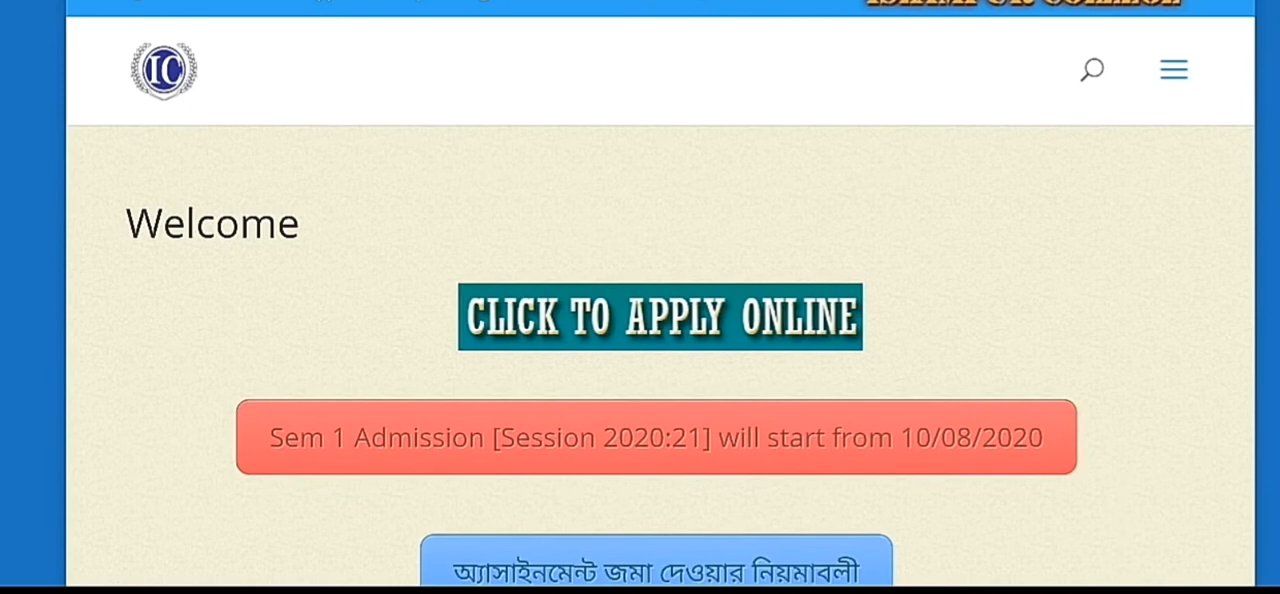 IC
Welcome
CLICK TO APPLY ONLINE
Sem 1 Admission [Session 2020:21] will start from 10/08/2020
অ্যাসাইনমেন্ট জমা দেওয়ার নিয়মাবলী